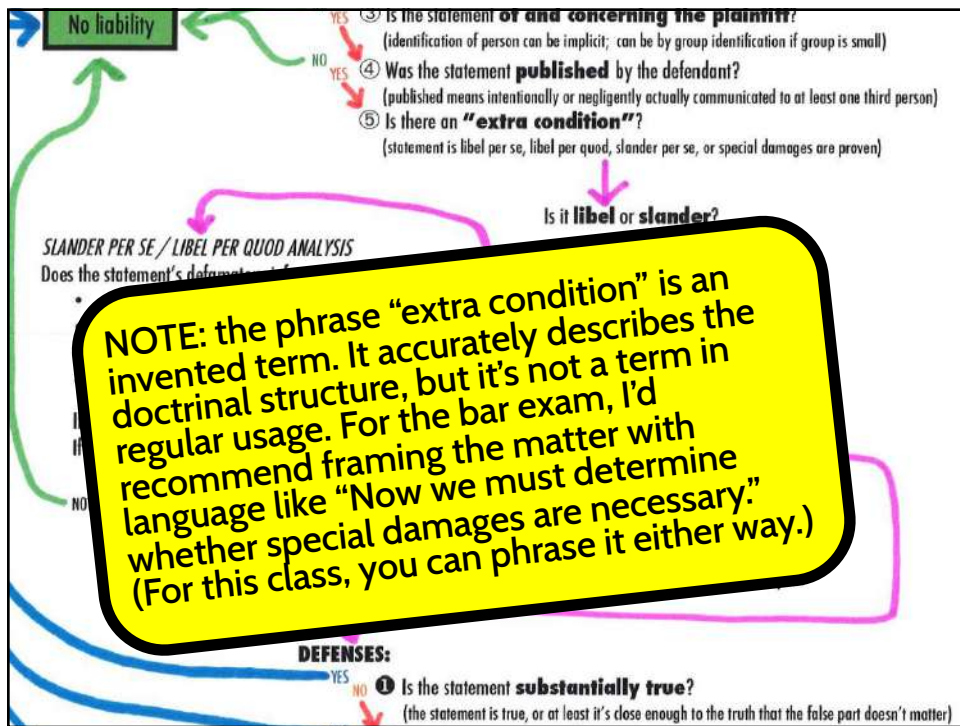 No liability
YES ③ Is the statement of and concerning the plaintiff?
(identification of person can be implicit; can be by group identification if group is small)
NO YES ④ Was the statement published by the defendant?
(published means intentionally or negligently actually communicated to at least one third person)
⑤ Is there an “extra condition”?
(statement is libel per se, libel per quod, slander per se, or special damages are proven)
Is it libel or slander?
SLANDER PER SE / LIBEL PER QUOD ANALYSIS
Does the statement's
NOTE: the phrase “extra condition” is an
invented term. It accurately describes the
doctrinal structure, but it’s not a term in
regular usage. For the bar exam, I’d
recommend framing the matter with
language like “Now we must determine
whether special damages are necessary.”
(For this class, you can phrase it either way.)
DEFENSES:
YES
NO ❶ Is the statement substantially true?
(the statement is true, or at least it's close enough to the truth that the false part doesn't matter)